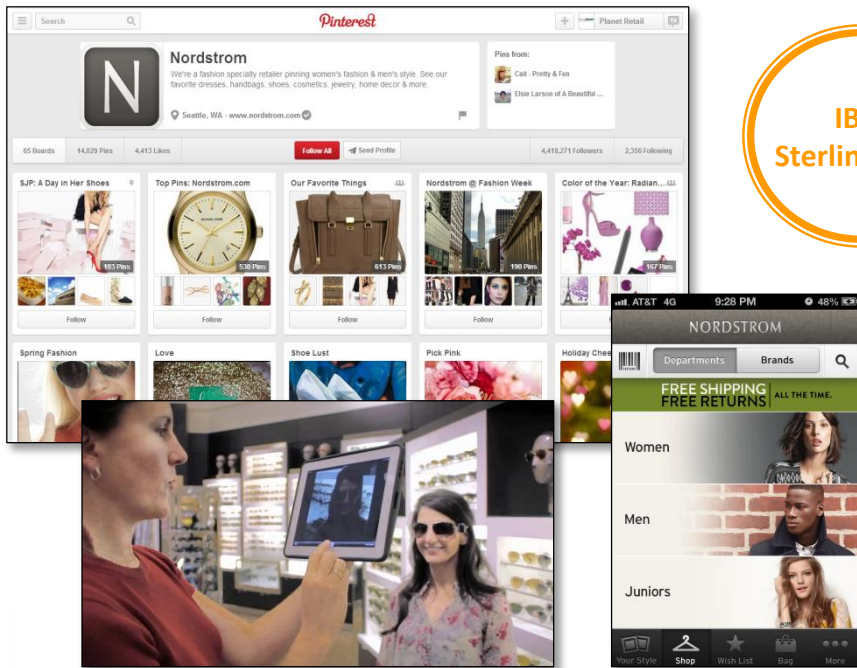 Search
Pinterest
Planet Retail
Nordstrom
We're a fashion specialty retailer pinning women's fashion & men's style. See our
favorite dresses, handbags, shoes, cosmetics, jewelry, home decor & more.
Seattle, WA · www.nordstrom.com
Pins from:
Cait - Pretty & Fun
Elsie Larson of A Beautiful ...
65 Boards
14,029 Pins
4,413 Likes
Follow All
Send Profile
4,418,271 Followers
2,356 Following
SJP: A Day in Her Shoes
Top Pins: Nordstrom.com
Our Favorite Things
Nordstrom @ Fashion Week
Color of the Year: Radian...
193 Pins
538 Pins
613 Pins
190 Pins
167 Pins
Follow
Follow
Follow
Follow
Follow
Spring Fashion
Love
Shoe Lust
Pick Pink
Holiday Chee
IB
Sterlin
AT&T 4G 9:28 PM 48%
NORDSTROM
Departments
Brands
FREE SHIPPING
FREE RETURNS
ALL THE TIME.
Women
Men
Juniors
Your Style
Shop
Wish List
Bag
More